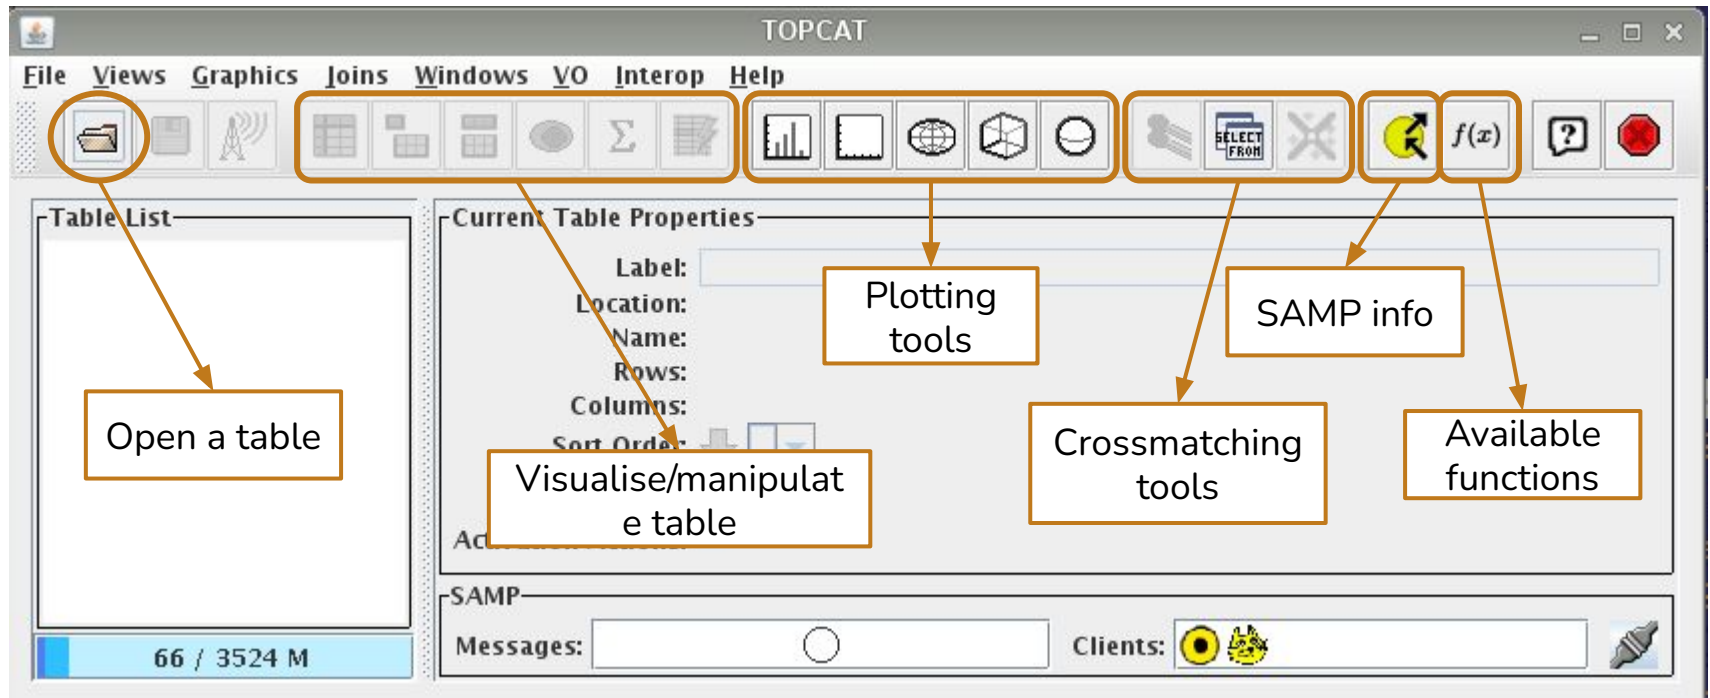 TOPCAT
File Views Graphics Joins Windows VO Interop Help
Σ
SELECT
FROM
f(x)
?
Table List
Current Table Properties
Label:
Location:
Name:
Rows:
Columns:
Sort Order:
Plotting
tools
SAMP info
Open a table
Visualise/manipulat
e table
Crossmatching
tools
Available
functions
SAMP
Messages:
Clients:
66 / 3524 M